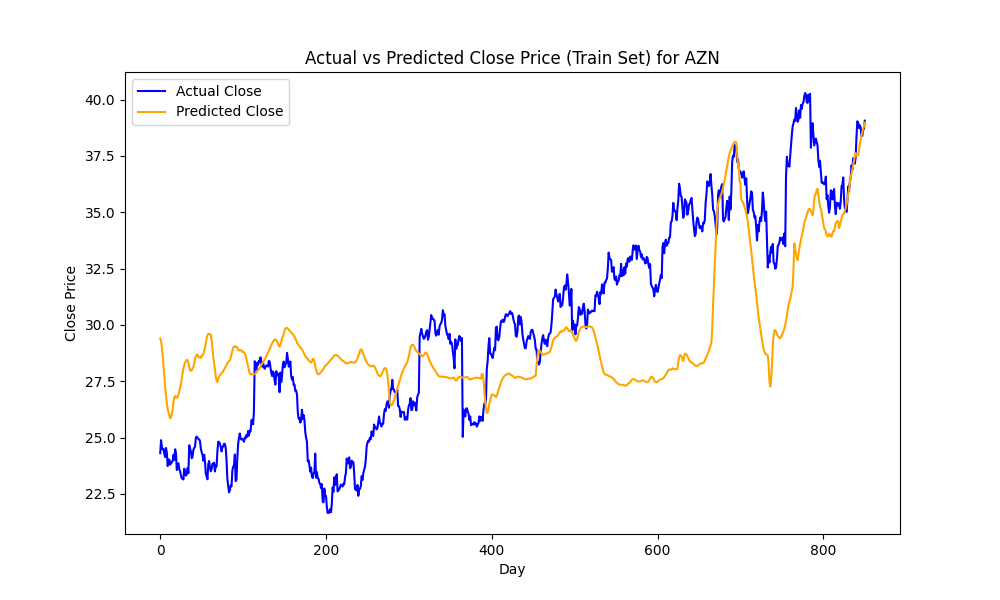 Actual vs Predicted Close Price (Train Set) for AZN
Actual Close
Predicted Close
Close Price
40.0
37.5
35.0
32.5
30.0
27.5
25.0
22.5
0
200
400
600
800
Day